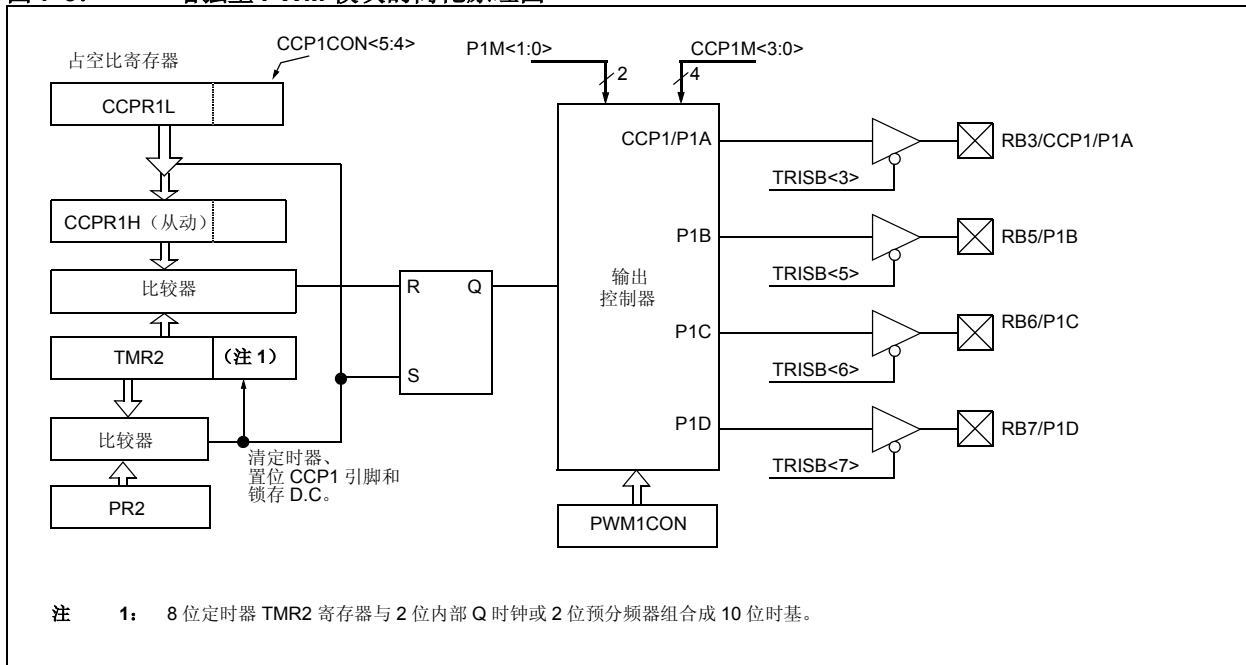 CCP1CON<5:4>
占空比寄存器
CCPR1L
CCPR1H（从动）
比较器
TMR2
（注 1）
比较器
PR2
清定时器、
置位 CCP1 引脚和
锁存 D.C。
R
Q
S
P1M<1:0>
2
CCP1M<3:0>
4
输出
控制器
CCP1/P1A
TRISB<3>
RB3/CCP1/P1A
P1B
TRISB<5>
RB5/P1B
P1C
TRISB<6>
RB6/P1C
P1D
TRISB<7>
RB7/P1D
PWM1CON
注 1： 8 位定时器 TMR2 寄存器与 2 位内部 Q 时钟或 2 位预分频器组合成 10 位时基。